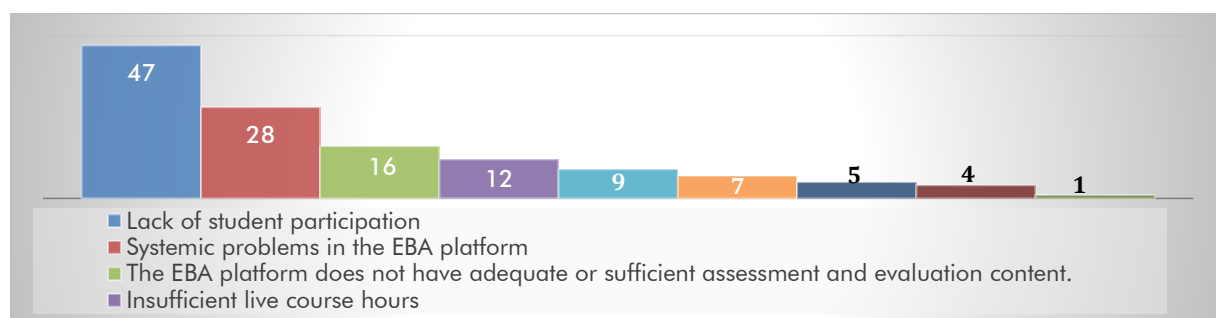 47
28
16
12
9
7
5
4
1
Lack of student participation
Systemic problems in the EBA platform
The EBA platform does not have adequate or sufficient assessment and evaluation content.
Insufficient live course hours